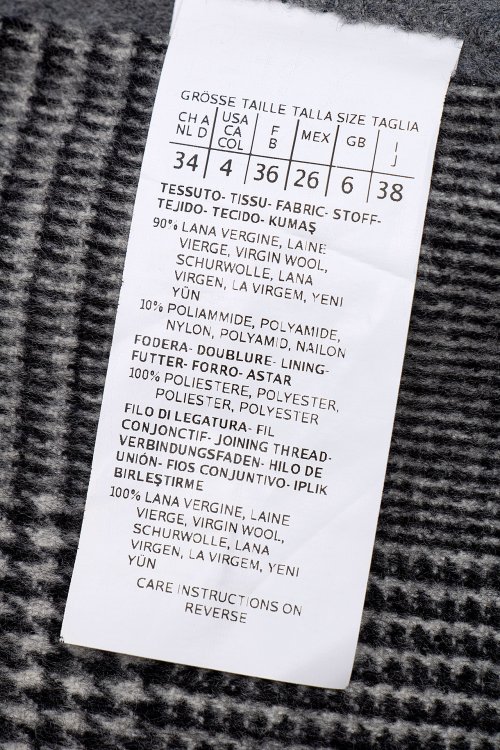 GRÖSSE TAILLE TALLA SIZE TAGLIA
CH A USA F MEX GB I
NL D CA B J
COL
34 4 36 26 6 38
TESSUTO- TISSU- FABRIC- STOFF-
TEJIDO- TECIDO- KUMAŞ
90% LANA VERGINE, LAINE
VIERGE, VIRGIN WOOL,
SCHURWOLLE, LANA
VIRGEN, LA VIRGEM, YENI
YÜN
10% POLIAMMIDE, POLYAMIDE,
NYLON, POLYAMID, NAILON
FODERA- DOUBLURE- LINING-
FUTTER- FORRO- ASTAR
100% POLIESTERE, POLYESTER,
POLIESTER, POLYESTER
FILO DI LEGATURA- FIL
CONJONCTIF- JOINING THREAD-
VERBINDUNGSFADEN- HILO DE
UNIÓN- FIOS CONJUNTIVO- IPLIK
BIRLEŞTIRME
100% LANA VERGINE, LAINE
VIERGE, VIRGIN WOOL,
SCHURWOLLE, LANA
VIRGEN, LA VIRGEM, YENI
YÜN
CARE INSTRUCTIONS ON
REVERSE